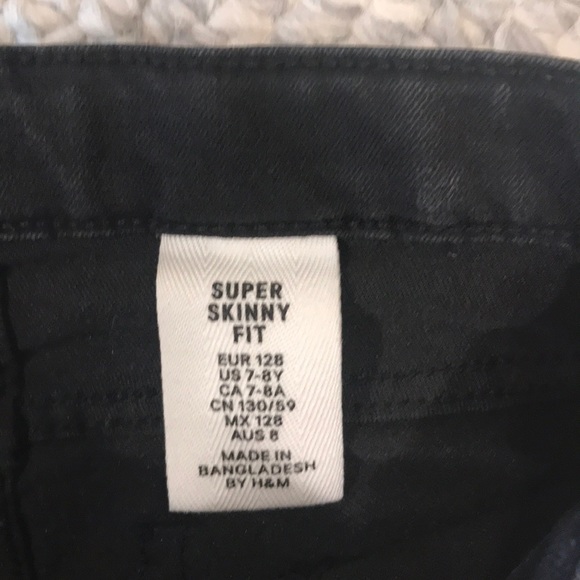 SUPER
SKINNY
FIT
EUR 128
US 7-8Y
CA 7-8A
CN 130/59
MX 128
AUS 8
MADE IN
BANGLADESH
BY H&M